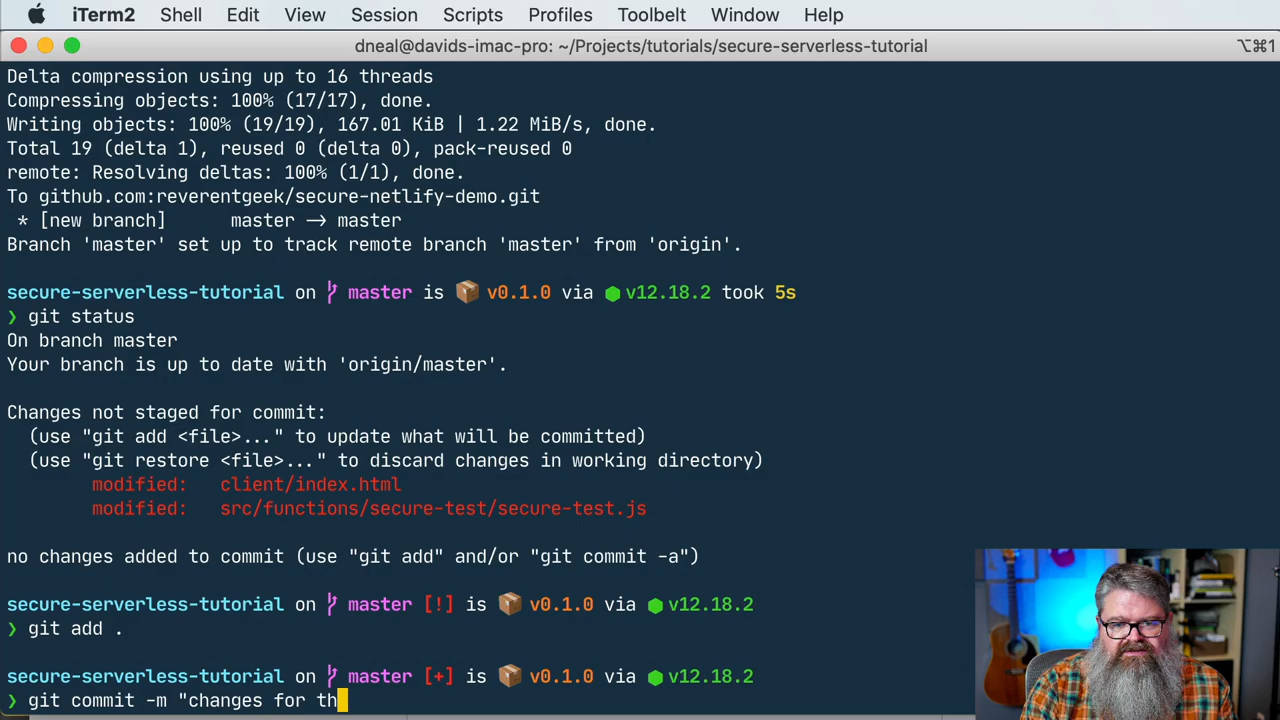 iTerm2 Shell Edit View Session Scripts Profiles Toolbelt Window Help
dneal@davids-imac-pro: ~/Projects/tutorials/secure-serverless-tutorial ⌥⌘1
Delta compression using up to 16 threads
Compressing objects: 100% (17/17), done.
Writing objects: 100% (19/19), 167.01 KiB | 1.22 MiB/s, done.
Total 19 (delta 1), reused 0 (delta 0), pack-reused 0
remote: Resolving deltas: 100% (1/1), done.
To github.com:reverentgeek/secure-netlify-demo.git
* [new branch] master -> master
Branch 'master' set up to track remote branch 'master' from 'origin'.
secure-serverless-tutorial on master is 📦 v0.1.0 via ⬢ v12.18.2 took 5s
❯ git status
On branch master
Your branch is up to date with 'origin/master'.
Changes not staged for commit:
(use "git add <file>..." to update what will be committed)
(use "git restore <file>..." to discard changes in working directory)
modified: client/index.html
modified: src/functions/secure-test/secure-test.js
no changes added to commit (use "git add" and/or "git commit -a")
secure-serverless-tutorial on master [!] is 📦 v0.1.0 via ⬢ v12.18.2
❯ git add .
secure-serverless-tutorial on master [+] is 📦 v0.1.0 via ⬢ v12.18.2
❯ git commit -m "changes for th